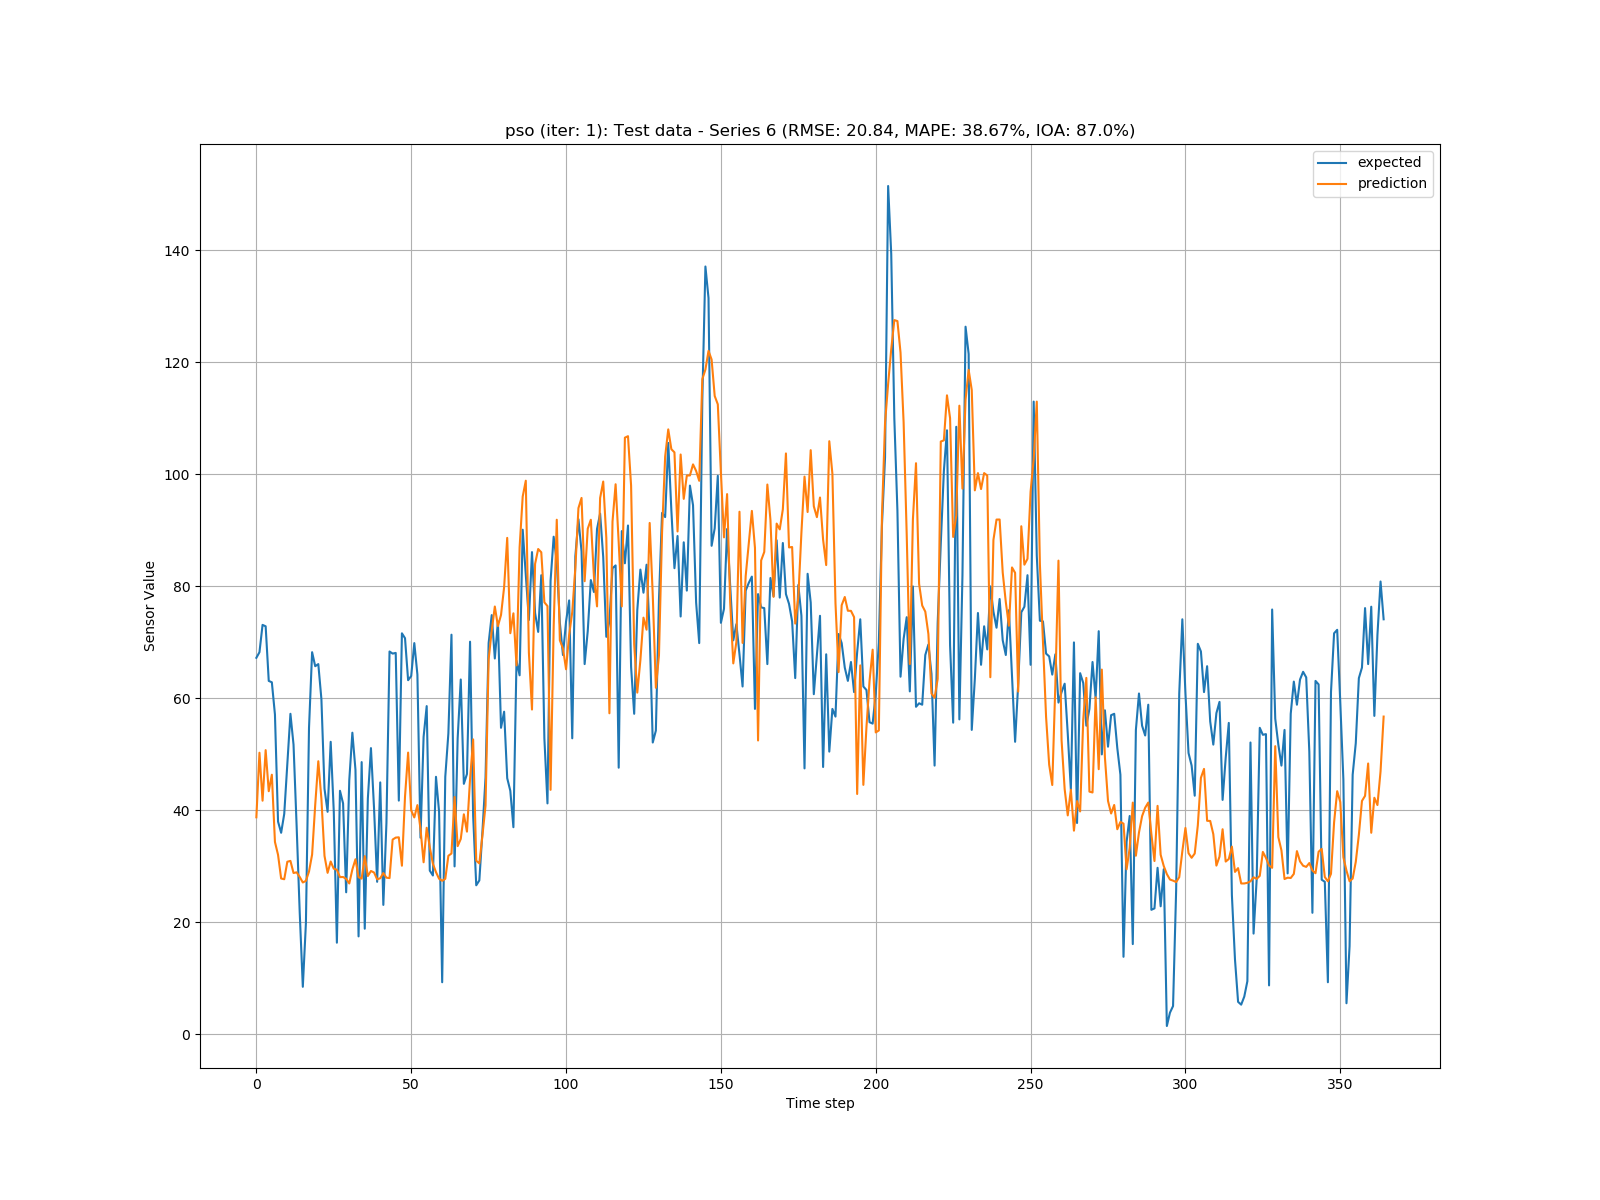 pso (iter: 1): Test data - Series 6 (RMSE: 20.84, MAPE: 38.67%, IOA: 87.0%)
expected
prediction
140
120
100
80
60
40
20
0
Sensor Value
0 50 100 150 200 250 300 350
Time step